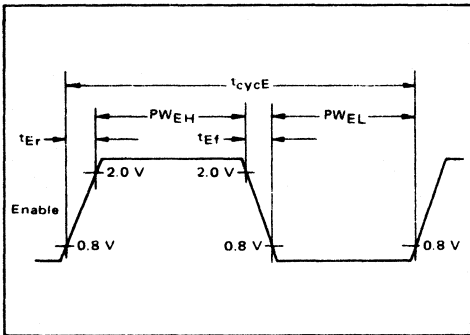 tcycE
PWEH
PWEL
tEr
tEf
2.0 V
2.0 V
Enable
0.8 V
0.8 V
0.8 V